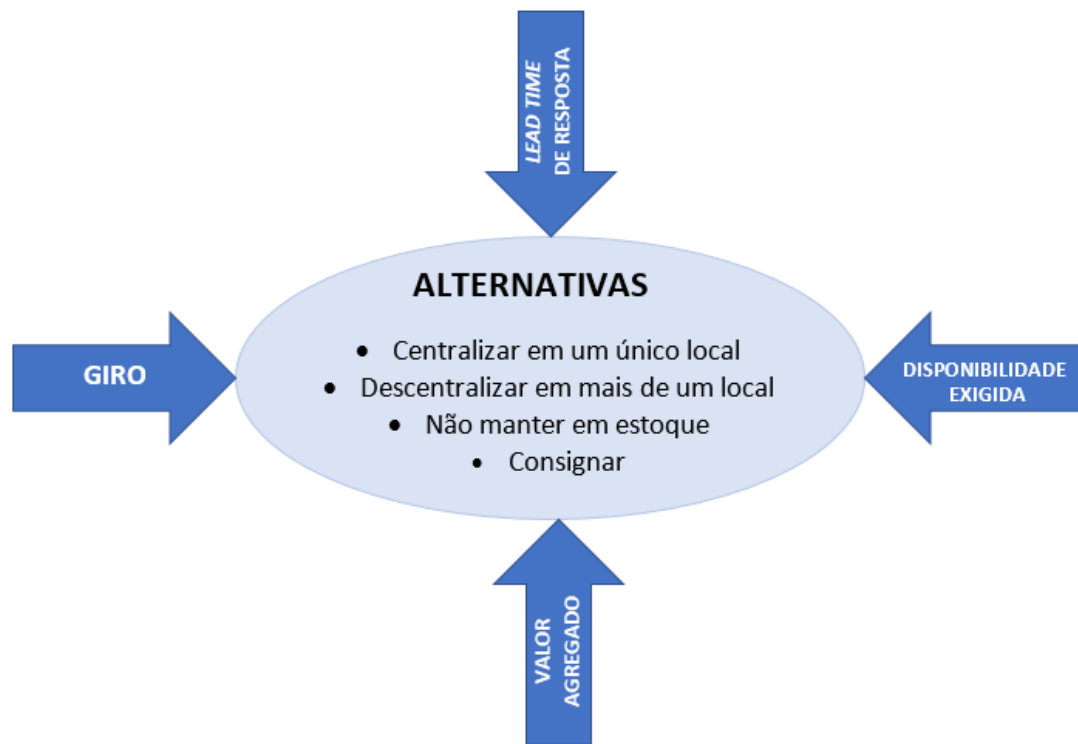 LEAD TIME
DE RESPOSTA
ALTERNATIVAS
• Centralizar em um único local
• Descentralizar em mais de um local
• Não manter em estoque
• Consignar
GIRO
DISPONIBILIDADE
EXIGIDA
VALOR
AGREGADO